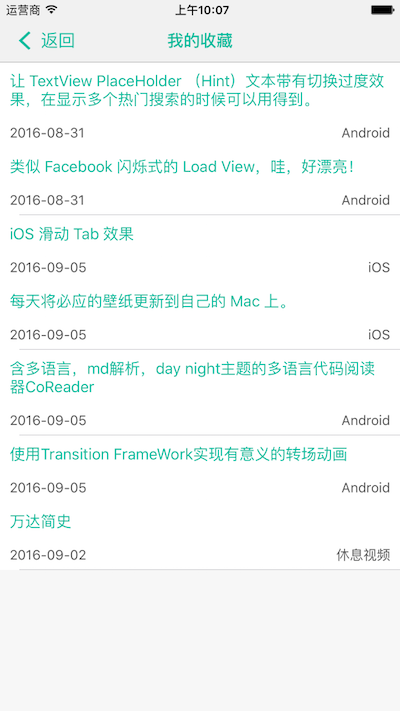 运营商 上午10:07
返回 我的收藏
让 TextView PlaceHolder （Hint）文本带有切换过度效
果，在显示多个热门搜索的时候可以用得到。
2016-08-31 Android
类似 Facebook 闪烁式的 Load View，哇，好漂亮！
2016-08-31 Android
iOS 滑动 Tab 效果
2016-09-05 iOS
每天将必应的壁纸更新到自己的 Mac 上。
2016-09-05 iOS
含多语言，md解析，day night主题的多语言代码阅读
器CoReader
2016-09-05 Android
使用Transition FrameWork实现有意义的转场动画
2016-09-05 Android
万达简史
2016-09-02 休息视频